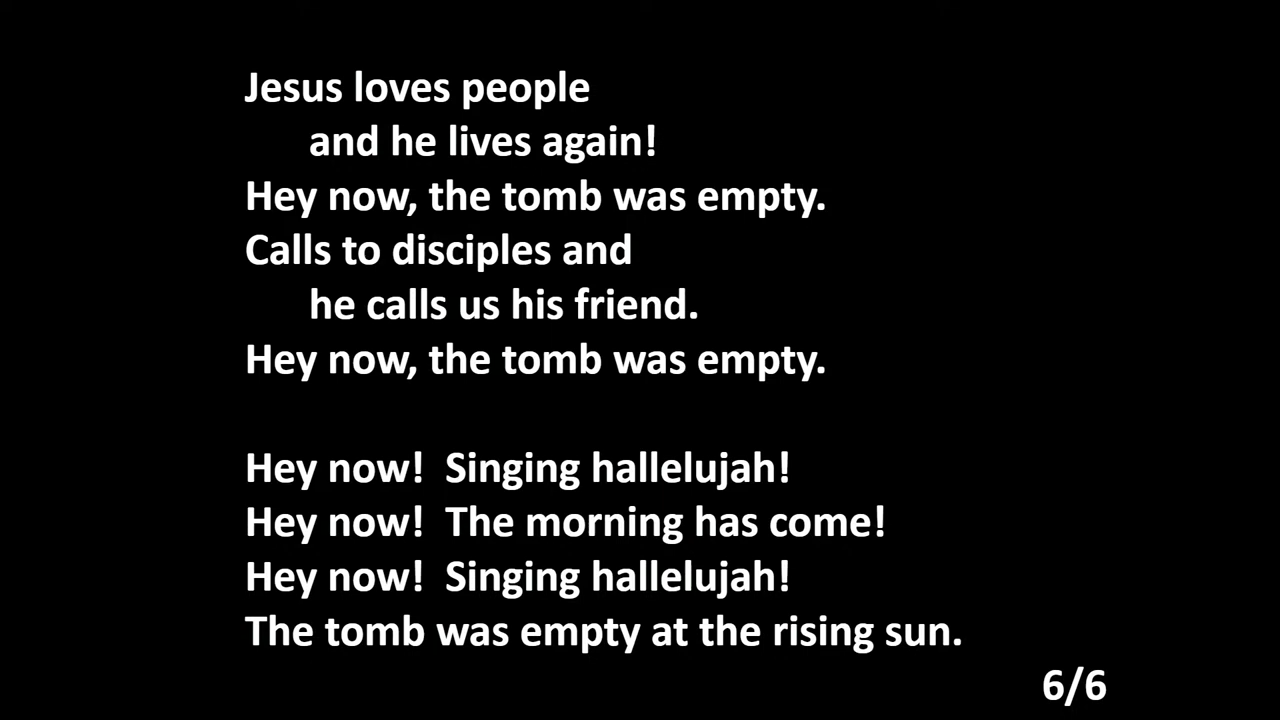 Jesus loves people
and he lives again!
Hey now, the tomb was empty.
Calls to disciples and
he calls us his friend.
Hey now, the tomb was empty.
Hey now!  Singing hallelujah!
Hey now!  The morning has come!
Hey now!  Singing hallelujah!
The tomb was empty at the rising sun.
6/6